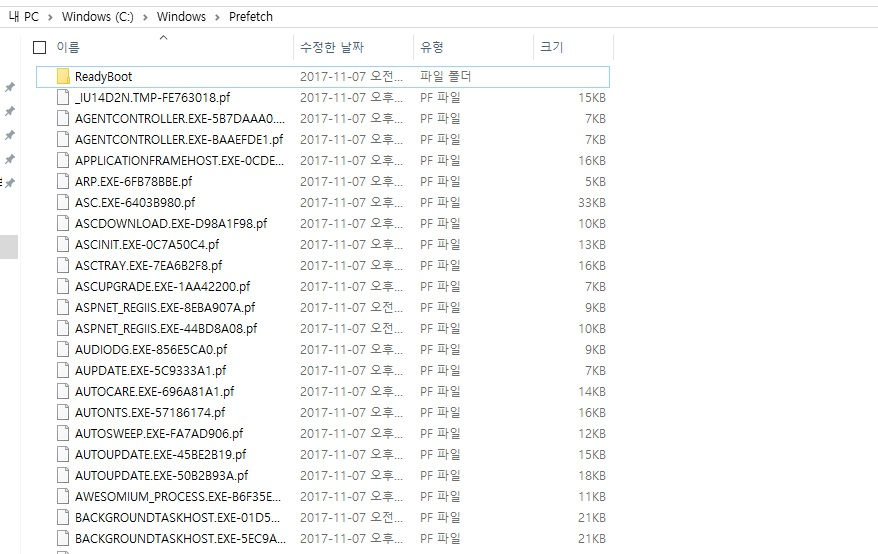 내 PC > Windows (C:) > Windows > Prefetch
이름 수정한 날짜 유형 크기
ReadyBoot 2017-11-07 오전... 파일 폴더
_IU14D2N.TMP-FE763018.pf 2017-11-07 오후... PF 파일 15KB
AGENTCONTROLLER.EXE-5B7DAAA0.... 2017-11-07 오후... PF 파일 7KB
AGENTCONTROLLER.EXE-BAAEFDE1.pf 2017-11-07 오후... PF 파일 7KB
APPLICATIONFRAMEHOST.EXE-0CDE... 2017-11-07 오후... PF 파일 16KB
ARP.EXE-6FB78BBE.pf 2017-11-07 오후... PF 파일 5KB
ASC.EXE-6403B980.pf 2017-11-07 오후... PF 파일 33KB
ASCDOWNLOAD.EXE-D98A1F98.pf 2017-11-07 오후... PF 파일 10KB
ASCINIT.EXE-0C7A50C4.pf 2017-11-07 오후... PF 파일 13KB
ASCTRAY.EXE-7EA6B2F8.pf 2017-11-07 오후... PF 파일 16KB
ASCUPGRADE.EXE-1AA42200.pf 2017-11-07 오후... PF 파일 7KB
ASPNET_REGIIS.EXE-8EBA907A.pf 2017-11-07 오전... PF 파일 9KB
ASPNET_REGIIS.EXE-44BD8A08.pf 2017-11-07 오전... PF 파일 10KB
AUDIODG.EXE-856E5CA0.pf 2017-11-07 오후... PF 파일 9KB
AUPDATE.EXE-5C9333A1.pf 2017-11-07 오후... PF 파일 7KB
AUTOCARE.EXE-696A81A1.pf 2017-11-07 오후... PF 파일 14KB
AUTONTS.EXE-57186174.pf 2017-11-07 오후... PF 파일 16KB
AUTOSWEEP.EXE-FA7AD906.pf 2017-11-07 오후... PF 파일 12KB
AUTOUPDATE.EXE-45BE2B19.pf 2017-11-07 오후... PF 파일 15KB
AUTOUPDATE.EXE-50B2B93A.pf 2017-11-07 오후... PF 파일 18KB
AWESOMIUM_PROCESS.EXE-B6F35E... 2017-11-07 오후... PF 파일 11KB
BACKGROUNDTASKHOST.EXE-01D5... 2017-11-07 오전... PF 파일 21KB
BACKGROUNDTASKHOST.EXE-5EC9A... 2017-11-07 오후... PF 파일 21KB